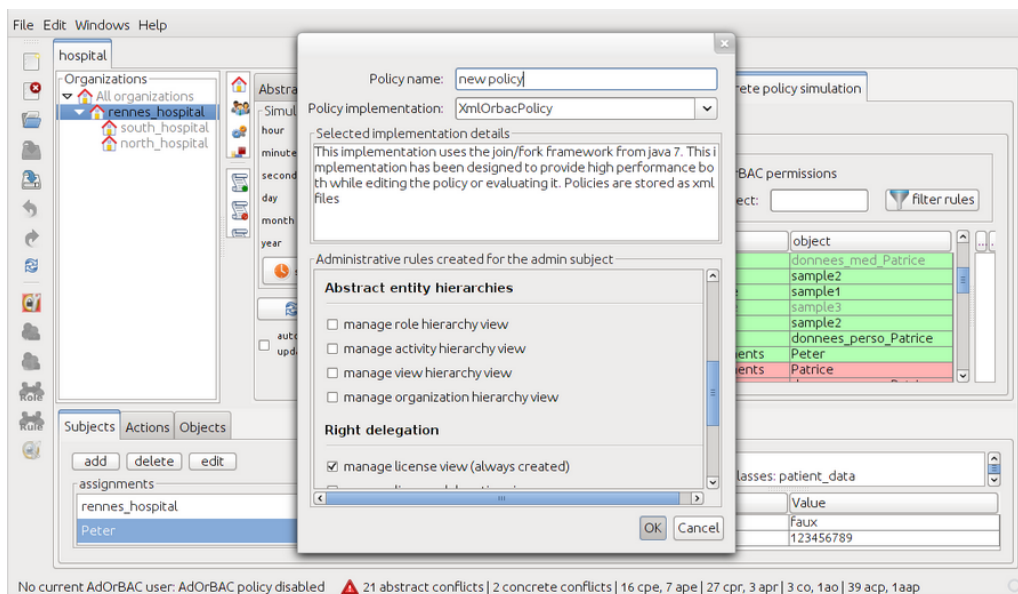 File Edit Windows Help
hospital
Organizations
All organizations
rennes_hospital
south_hospital
north_hospital
Abstra
Simul
hour
minute
second
day
month
year
s
auto
upda
Policy name: new policy
Policy implementation: XmlOrbacPolicy
Selected implementation details
This implementation uses the join/fork framework from java 7. This i
mplementation has been designed to provide high performance bo
th while editing the policy or evaluating it. Policies are stored as xml
files
Administrative rules created for the admin subject
Abstract entity hierarchies
manage role hierarchy view
manage activity hierarchy view
manage view hierarchy view
manage organization hierarchy view
Right delegation
manage license view (always created)
OK Cancel
rete policy simulation
rBAC permissions
ect: filter rules
object
donnees_med_Patrice
sample2
sample1
sample3
sample2
donnees_perso_Patrice
ents Peter
ents Patrice
Role
Rule
Subjects Actions Objects
add delete edit
assignments
rennes_hospital
Peter
lasses: patient_data
Value
faux
123456789
No current AdOrBAC user: AdOrBAC policy disabled 21 abstract conflicts | 2 concrete conflicts | 16 cpe, 7 ape | 27 cpr, 3 apr | 3 co, 1ao | 39 acp, 1aap